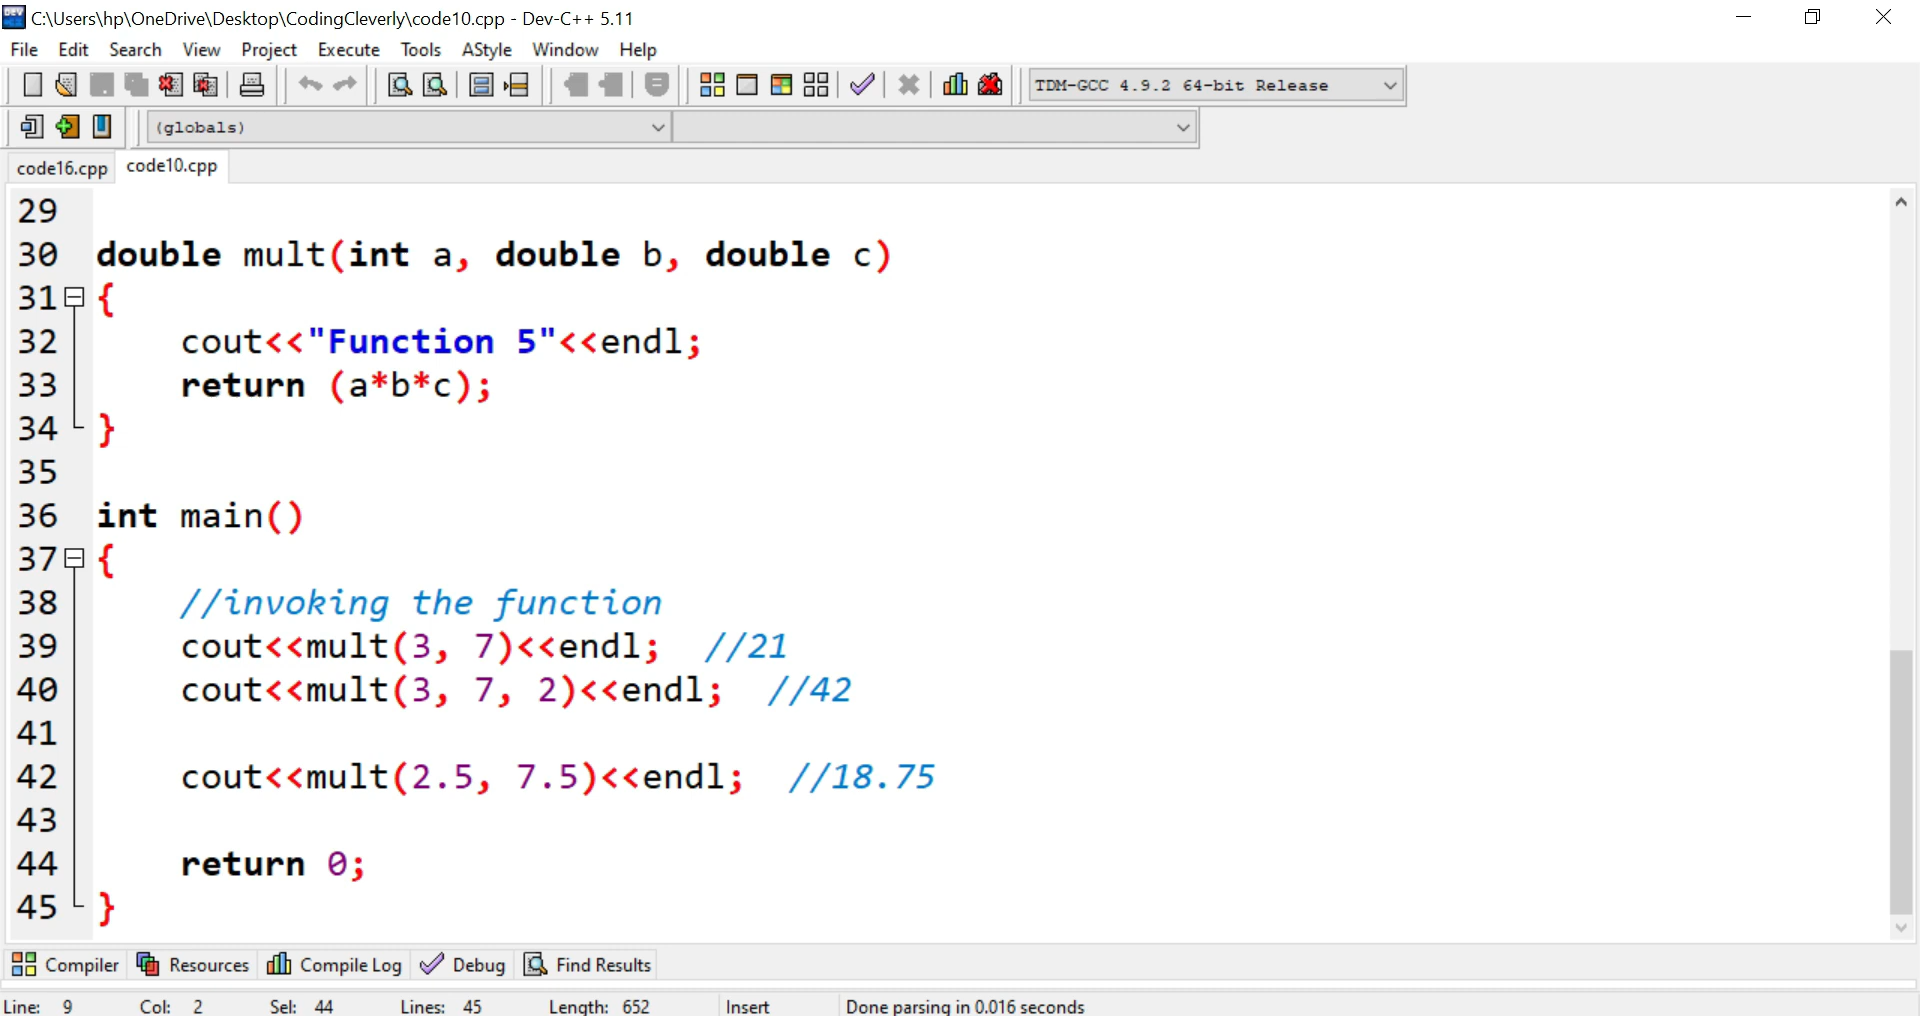 C:\Users\hp\OneDrive\Desktop\CodingCleverly\code10.cpp - Dev-C++ 5.11
File Edit Search View Project Execute Tools AStyle Window Help
TDM-GCC 4.9.2 64-bit Release
(globals)
code16.cpp code10.cpp
29
30 double mult(int a, double b, double c)
31 {
32 cout<<"Function 5"<<endl;
33 return (a*b*c);
34 }
35
36 int main()
37 {
38 //invoking the function
39 cout<<mult(3, 7)<<endl; //21
40 cout<<mult(3, 7, 2)<<endl; //42
41
42 cout<<mult(2.5, 7.5)<<endl; //18.75
43
44 return 0;
45 }
Compiler Resources Compile Log Debug Find Results
Line: 9 Col: 2 Sel: 44 Lines: 45 Length: 652 Insert Done parsing in 0.016 seconds